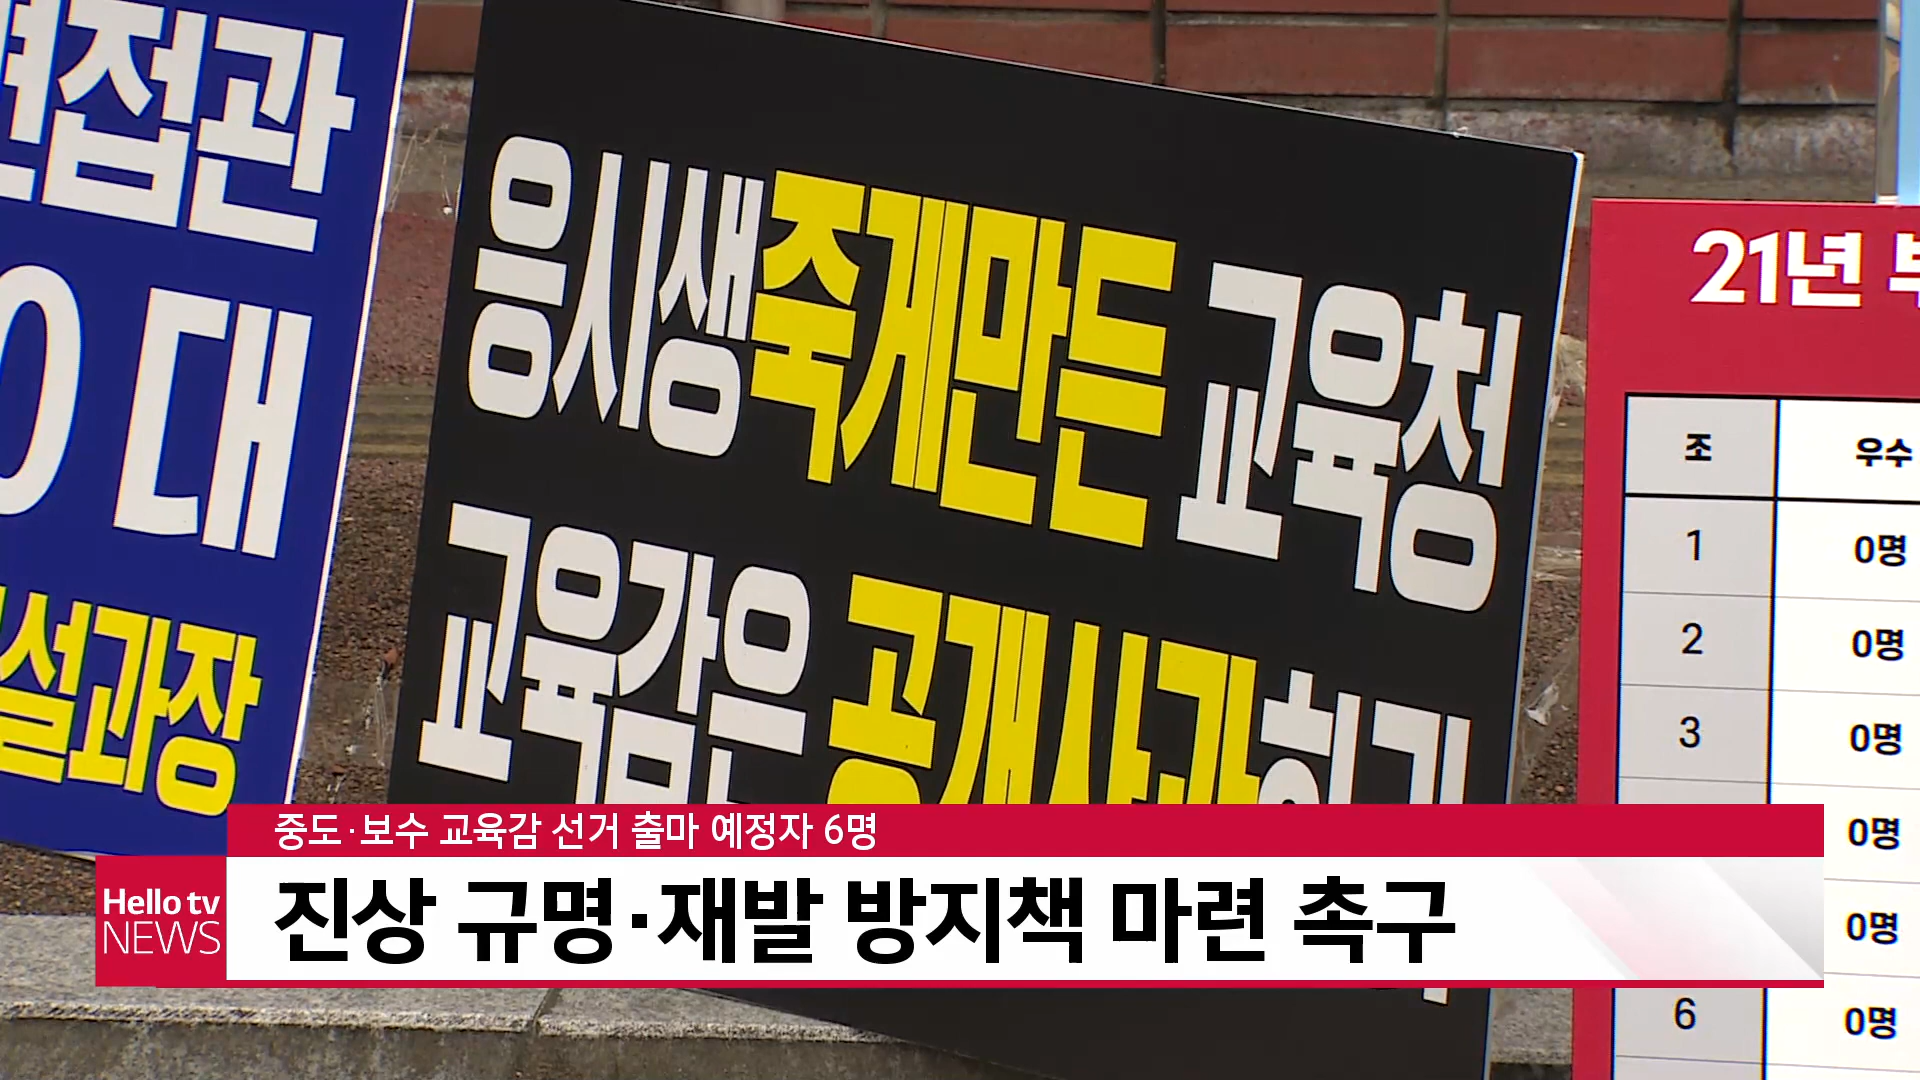 면접관
0 대
설과장
응시생죽게만든 교육청
교육감은 공개사과하라
21년
조 우수
1 0명
2 0명
3 0명
0명
0명
6 0명
중도·보수 교육감 선거 출마 예정자 6명
Hello tv
NEWS
진상 규명·재발 방지책 마련 촉구